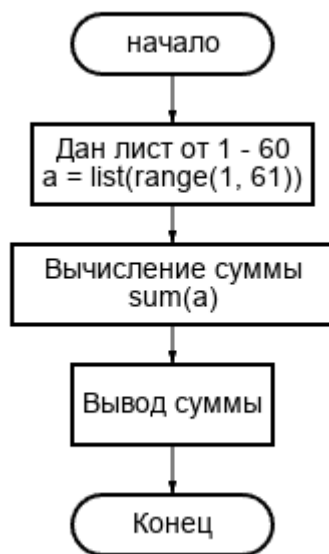 начало
Дан лист от 1 - 60
a = list(range(1, 61))
Вычисление суммы
sum(a)
Вывод суммы
Конец